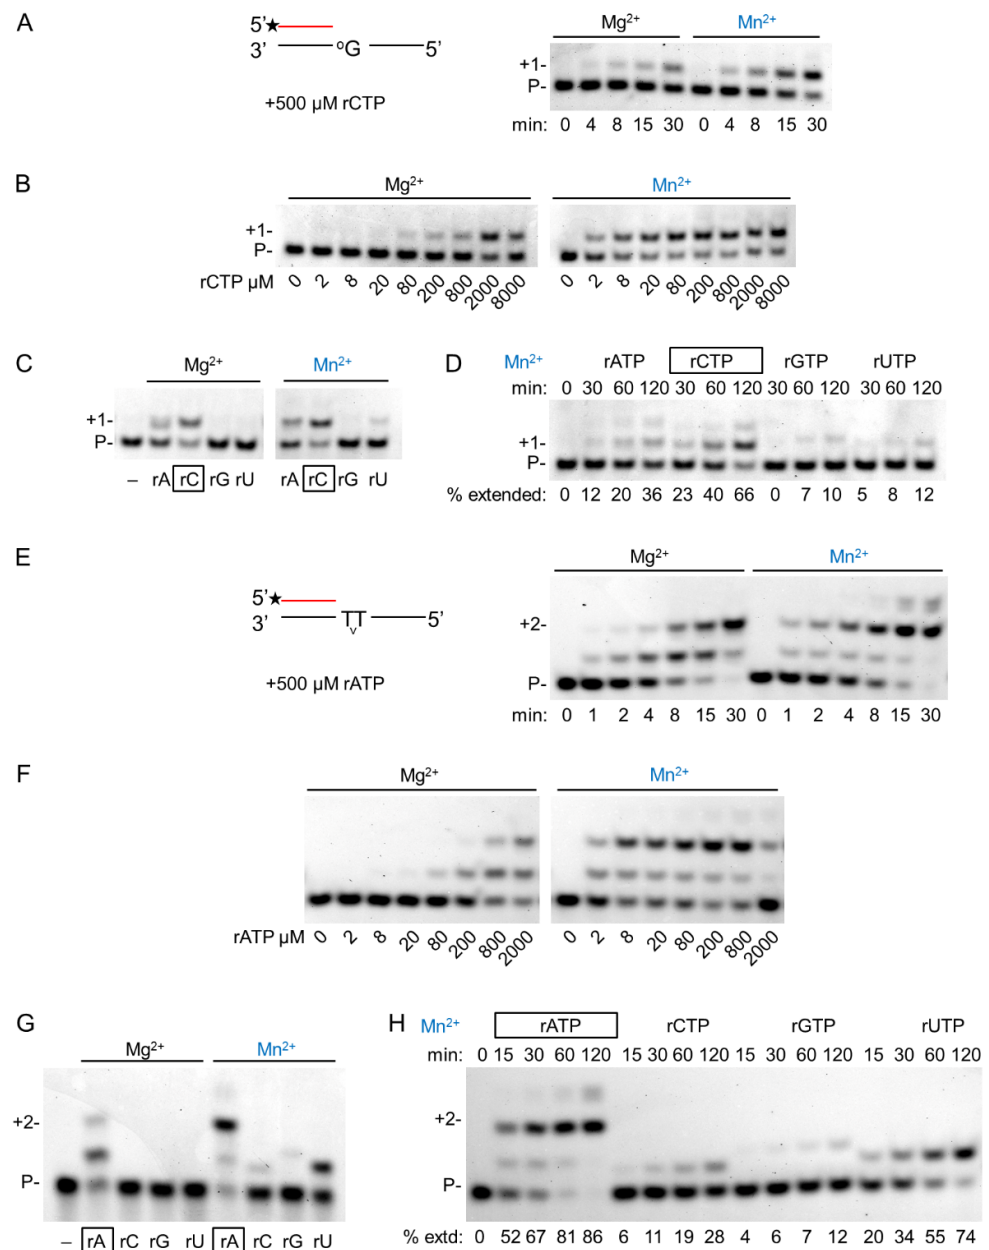 A
5’★
3’ ºG 5’
+500 µM rCTP
Mg2+ Mn2+
+1-
P-
min: 0 4 8 15 30 0 4 8 15 30
B
Mg2+ Mn2+
+1-
P-
rCTP µM 0 2 8 20 80 200 800 2000 8000 0 2 8 20 80 200 800 2000 8000
C
Mg2+ Mn2+
+1-
P-
– rA rC rG rU rA rC rG rU
D Mn2+ rATP rCTP rGTP rUTP
min: 0 30 60 120 30 60 120 30 60 120 30 60 120
+1-
P-
% extended: 0 12 20 36 23 40 66 0 7 10 5 8 12
E
5’★
3’ TT 5’
v
+500 µM rATP
Mg2+ Mn2+
+2-
P-
min: 0 1 2 4 8 15 30 0 1 2 4 8 15 30
F
Mg2+ Mn2+
rATP µM 0 2 8 20 80 200 800 2000 0 2 8 20 80 200 800 2000
G
Mg2+ Mn2+
+2-
P-
– rA rC rG rU rA rC rG rU
H Mn2+ rATP rCTP rGTP rUTP
min: 0 15 30 60 120 15 30 60 120 15 30 60 120 15 30 60 120
+2-
P-
% extd: 0 52 67 81 86 6 11 19 28 4 6 7 12 20 34 55 74